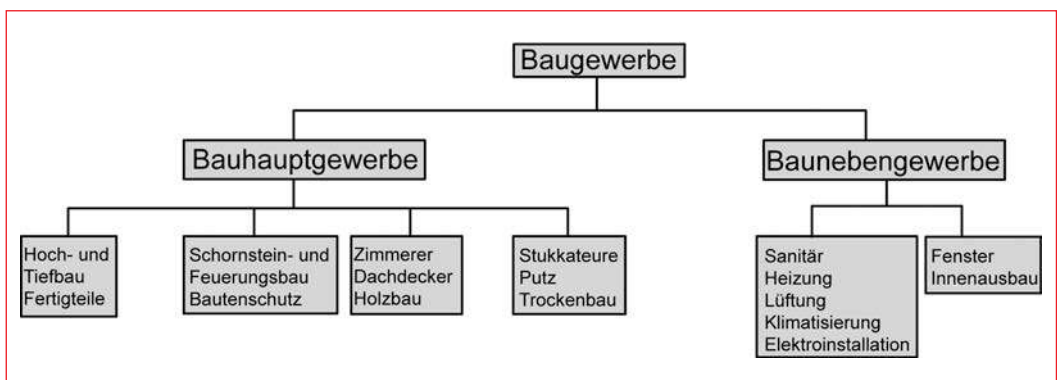 Baugewerbe
Bauhauptgewerbe
Baunebengewerbe
Hoch- und
Tiefbau
Fertigteile
Schornstein- und
Feuerungsbau
Bautenschutz
Zimmerer
Dachdecker
Holzbau
Stukkateure
Putz
Trockenbau
Sanitär
Heizung
Lüftung
Klimatisierung
Elektroinstallation
Fenster
Innenausbau